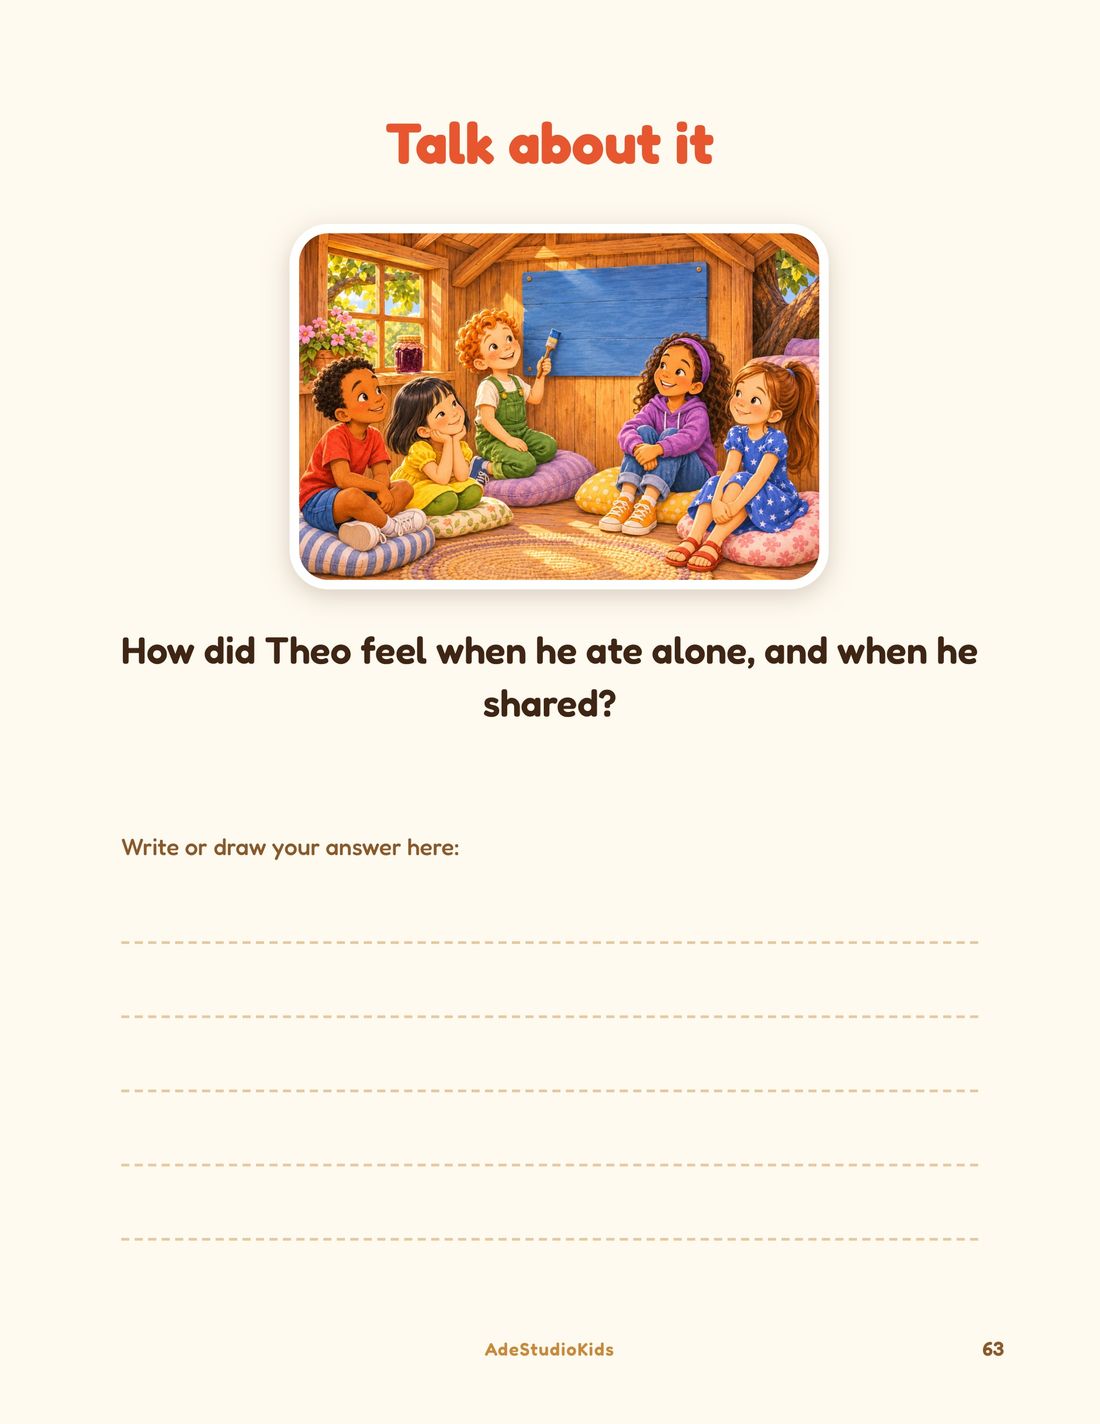 Talk about it
How did Theo feel when he ate alone, and when he
shared?
Write or draw your answer here:
AdeStudioKids
63